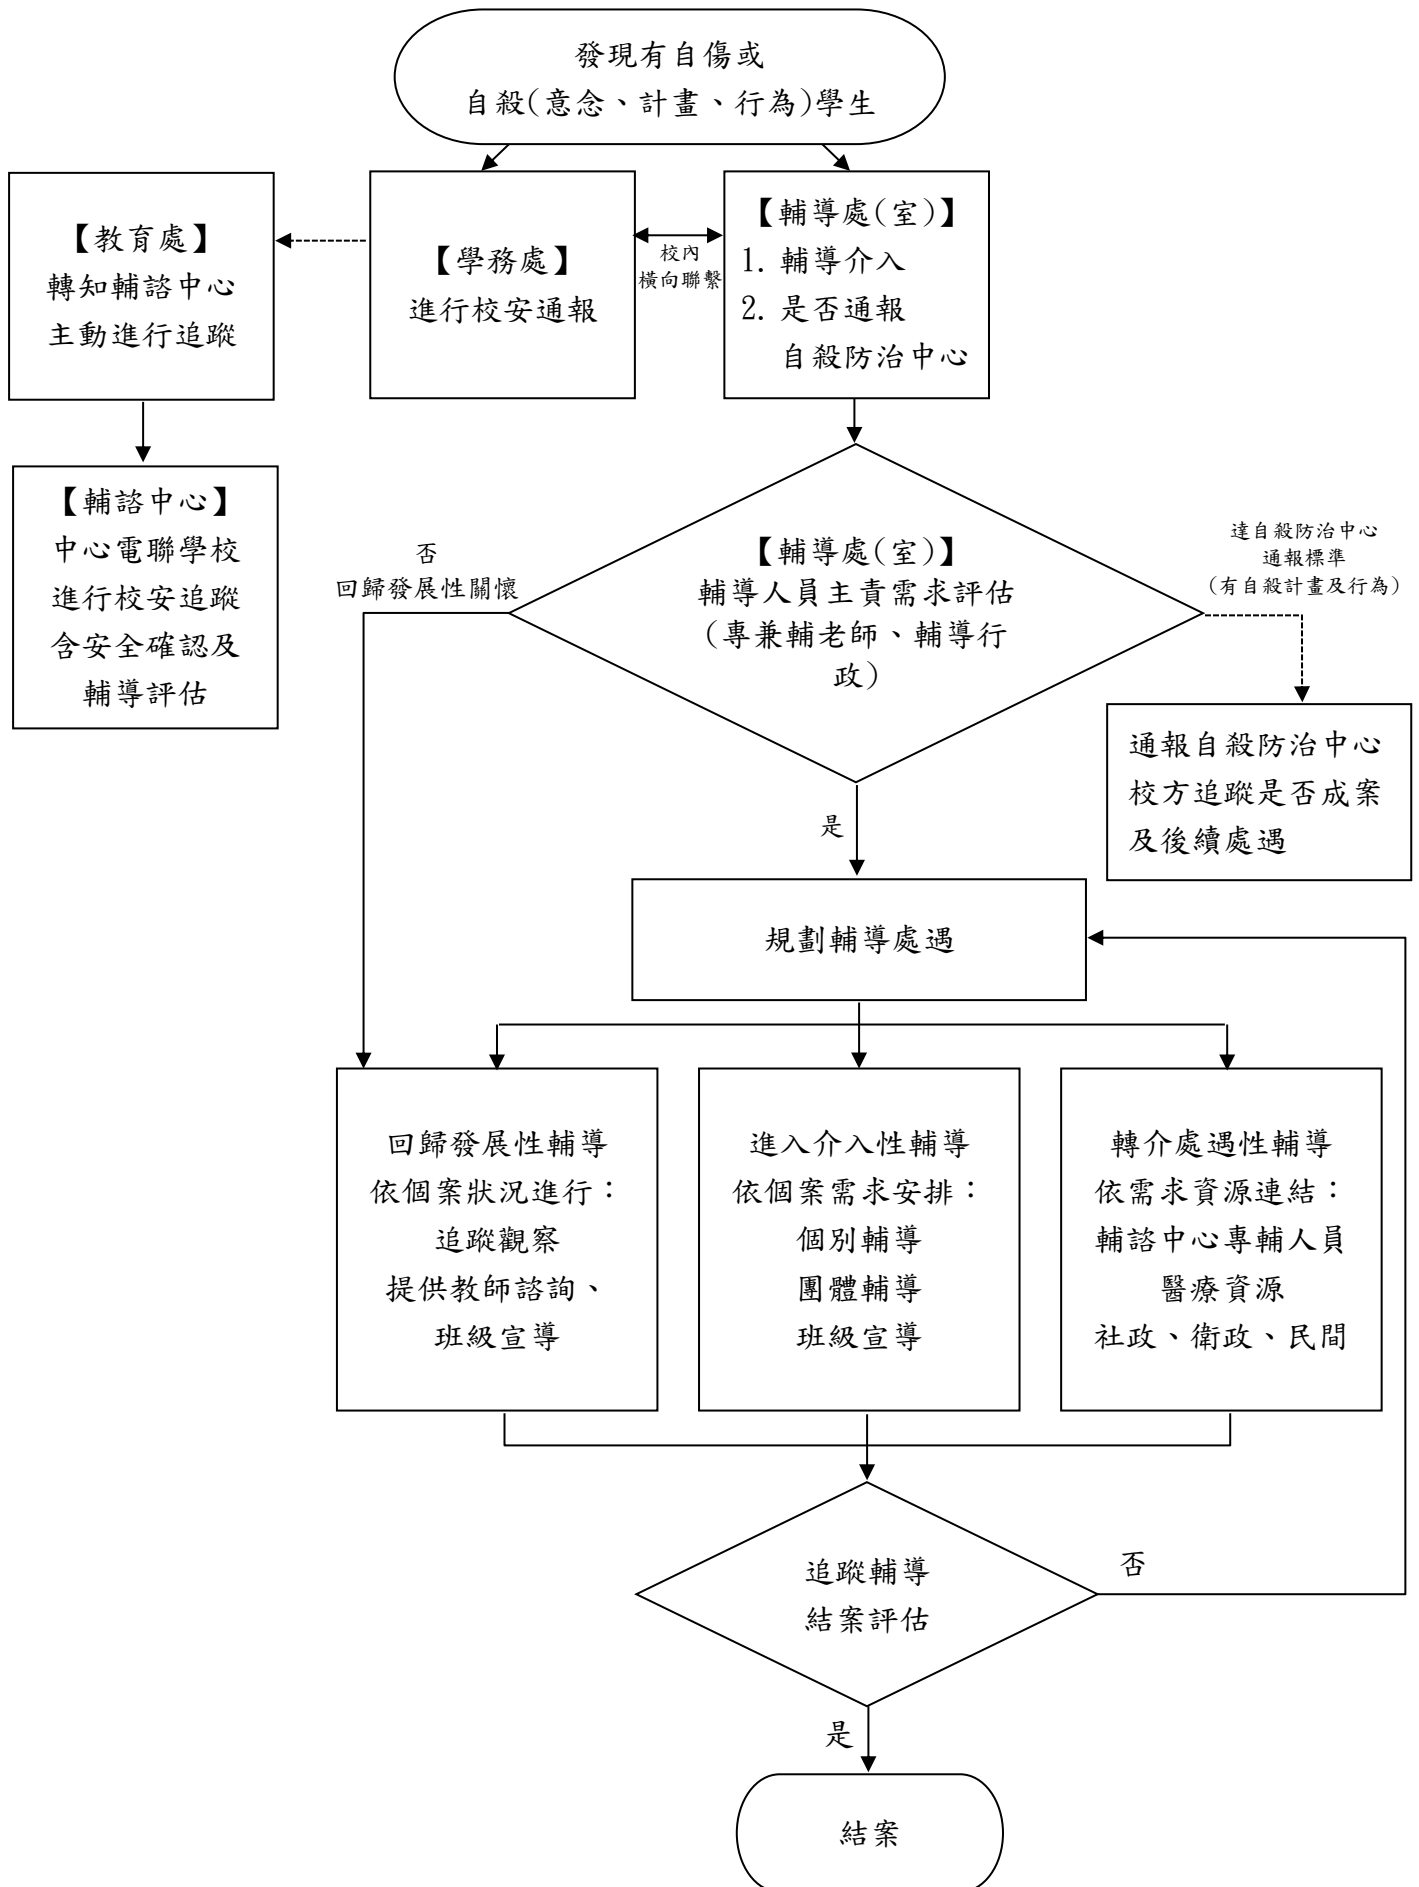 發現有自傷或
自殺(意念、計畫、行為)學生
【教育處】
轉知輔諮中心
主動進行追蹤
【學務處】
進行校安通報
校內
橫向聯繫
【輔導處(室)】
1. 輔導介入
2. 是否通報
自殺防治中心
【輔諮中心】
中心電聯學校
進行校安追蹤
含安全確認及
輔導評估
否
回歸發展性關懷
【輔導處(室)】
輔導人員主責需求評估
(專兼輔老師、輔導行
政)
達自殺防治中心
通報標準
(有自殺計畫及行為)
通報自殺防治中心
校方追蹤是否成案
及後續處遇
是
規劃輔導處遇
回歸發展性輔導
依個案狀況進行：
追蹤觀察
提供教師諮詢、
班級宣導
進入介入性輔導
依個案需求安排：
個別輔導
團體輔導
班級宣導
轉介處遇性輔導
依需求資源連結：
輔諮中心專輔人員
醫療資源
社政、衛政、民間
追蹤輔導
結案評估
否
是
結案